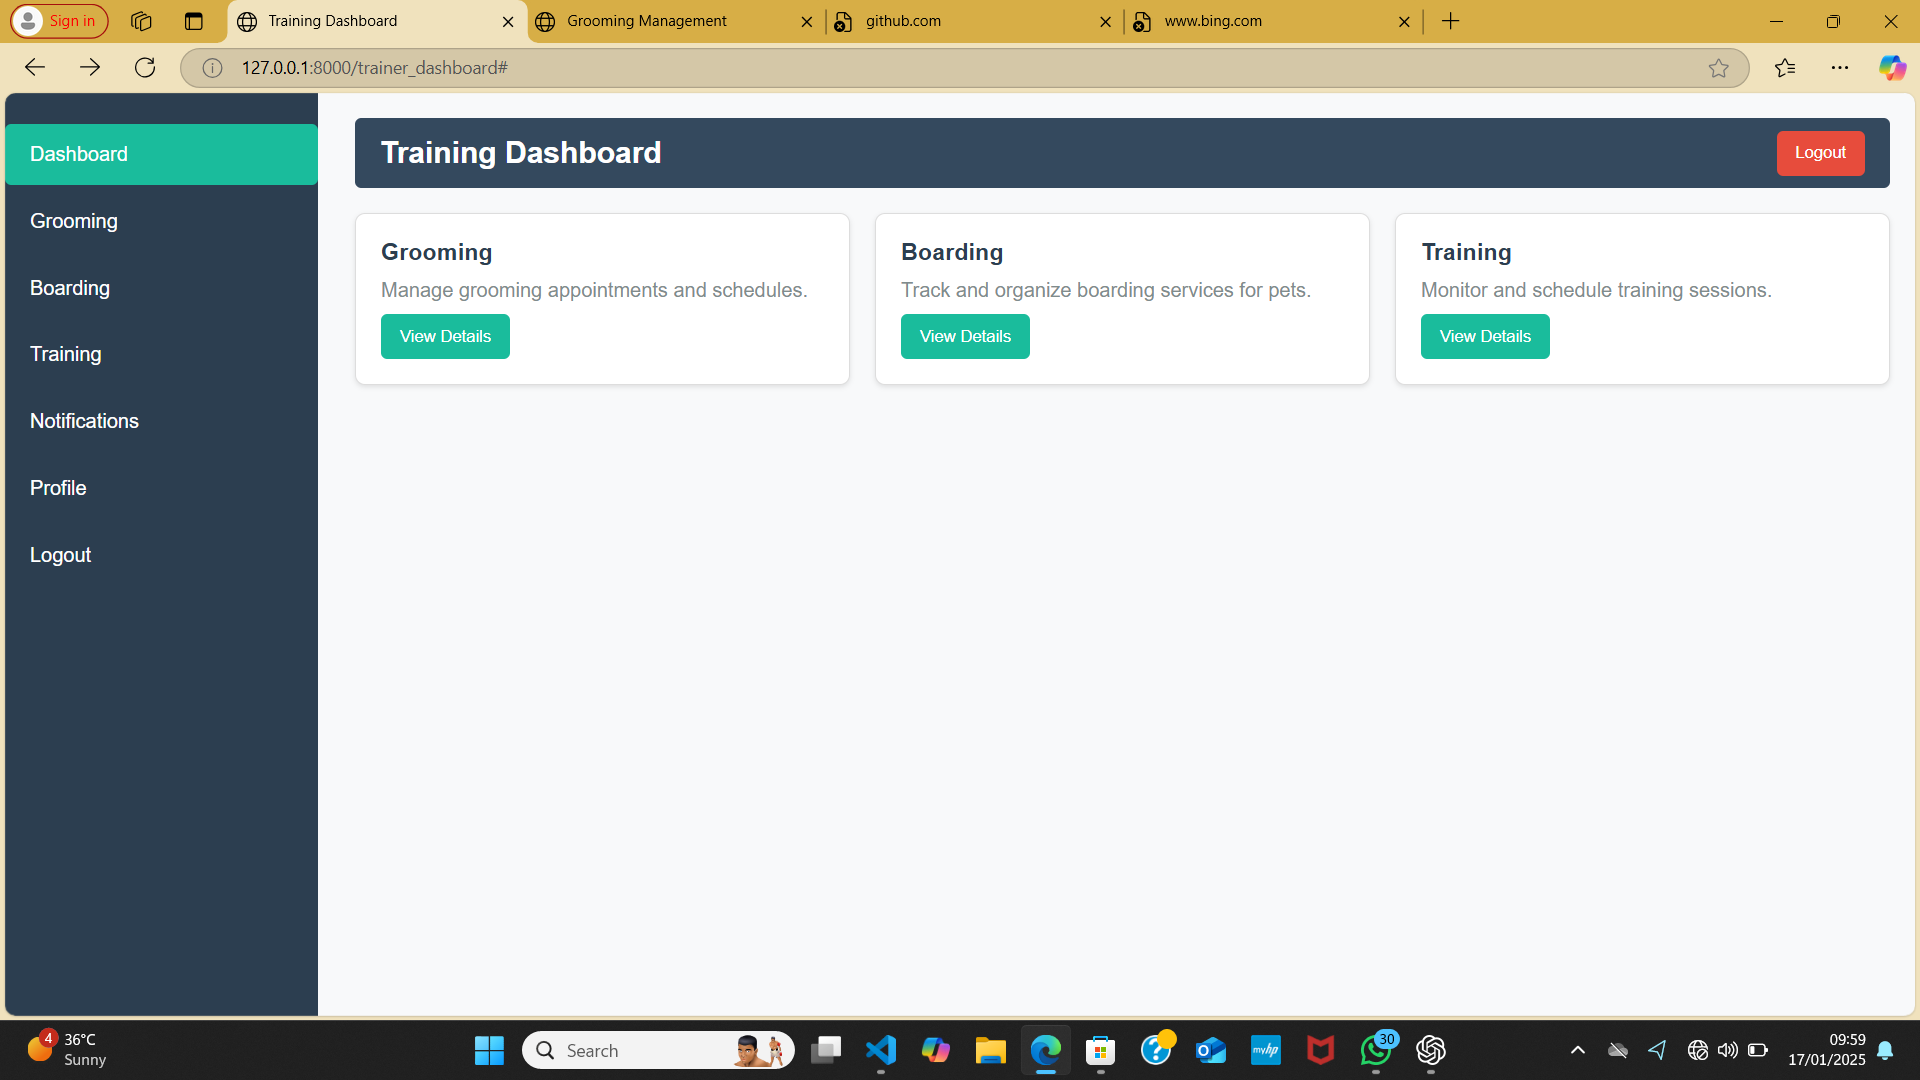 Sign in
Training Dashboard
Grooming Management
github.com
www.bing.com
127.0.0.1:8000/trainer_dashboard#
Dashboard
Grooming
Boarding
Training
Notifications
Profile
Logout
Training Dashboard
Logout
Grooming
Manage grooming appointments and schedules.
View Details
Boarding
Track and organize boarding services for pets.
View Details
Training
Monitor and schedule training sessions.
View Details
4
36°C
Sunny
Search
myhp
30
09:59
17/01/2025